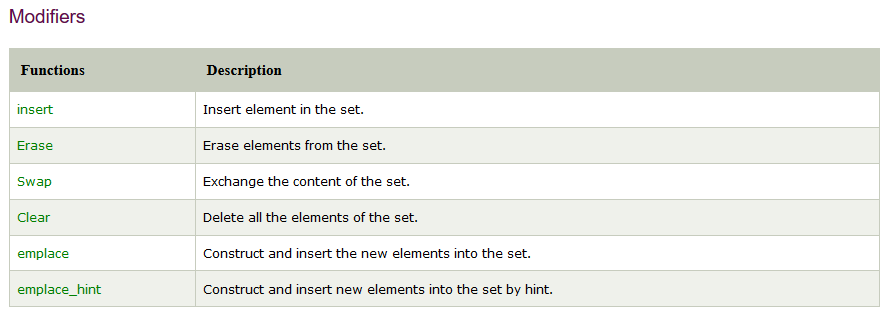 Modifiers
Functions Description
insert Insert element in the set.
Erase Erase elements from the set.
Swap Exchange the content of the set.
Clear Delete all the elements of the set.
emplace Construct and insert the new elements into the set.
emplace_hint Construct and insert new elements into the set by hint.